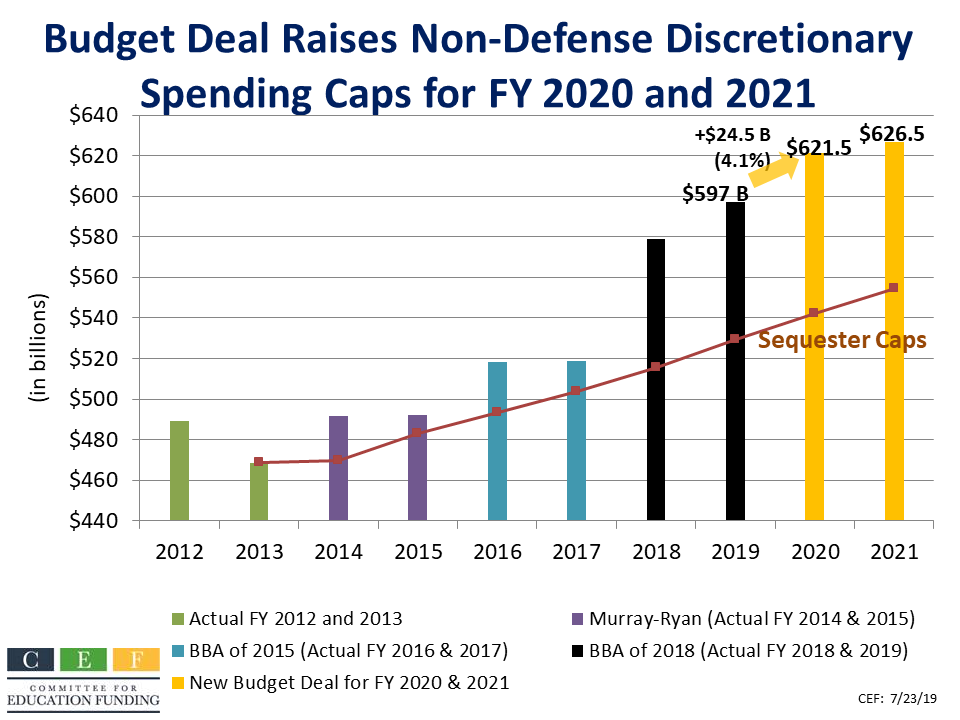 Budget Deal Raises Non-Defense Discretionary
Spending Caps for FY 2020 and 2021
(in billions)
$640
$620
$600
$580
$560
$540
$520
$500
$480
$460
$440
+$24.5 B
(4.1%)
$597 B
$621.5
$626.5
Sequester Caps
2012 2013 2014 2015 2016 2017 2018 2019 2020 2021
Actual FY 2012 and 2013
Murray-Ryan (Actual FY 2014 & 2015)
BBA of 2015 (Actual FY 2016 & 2017)
BBA of 2018 (Actual FY 2018 & 2019)
New Budget Deal for FY 2020 & 2021
C E F
COMMITTEE FOR
EDUCATION FUNDING
CEF: 7/23/19